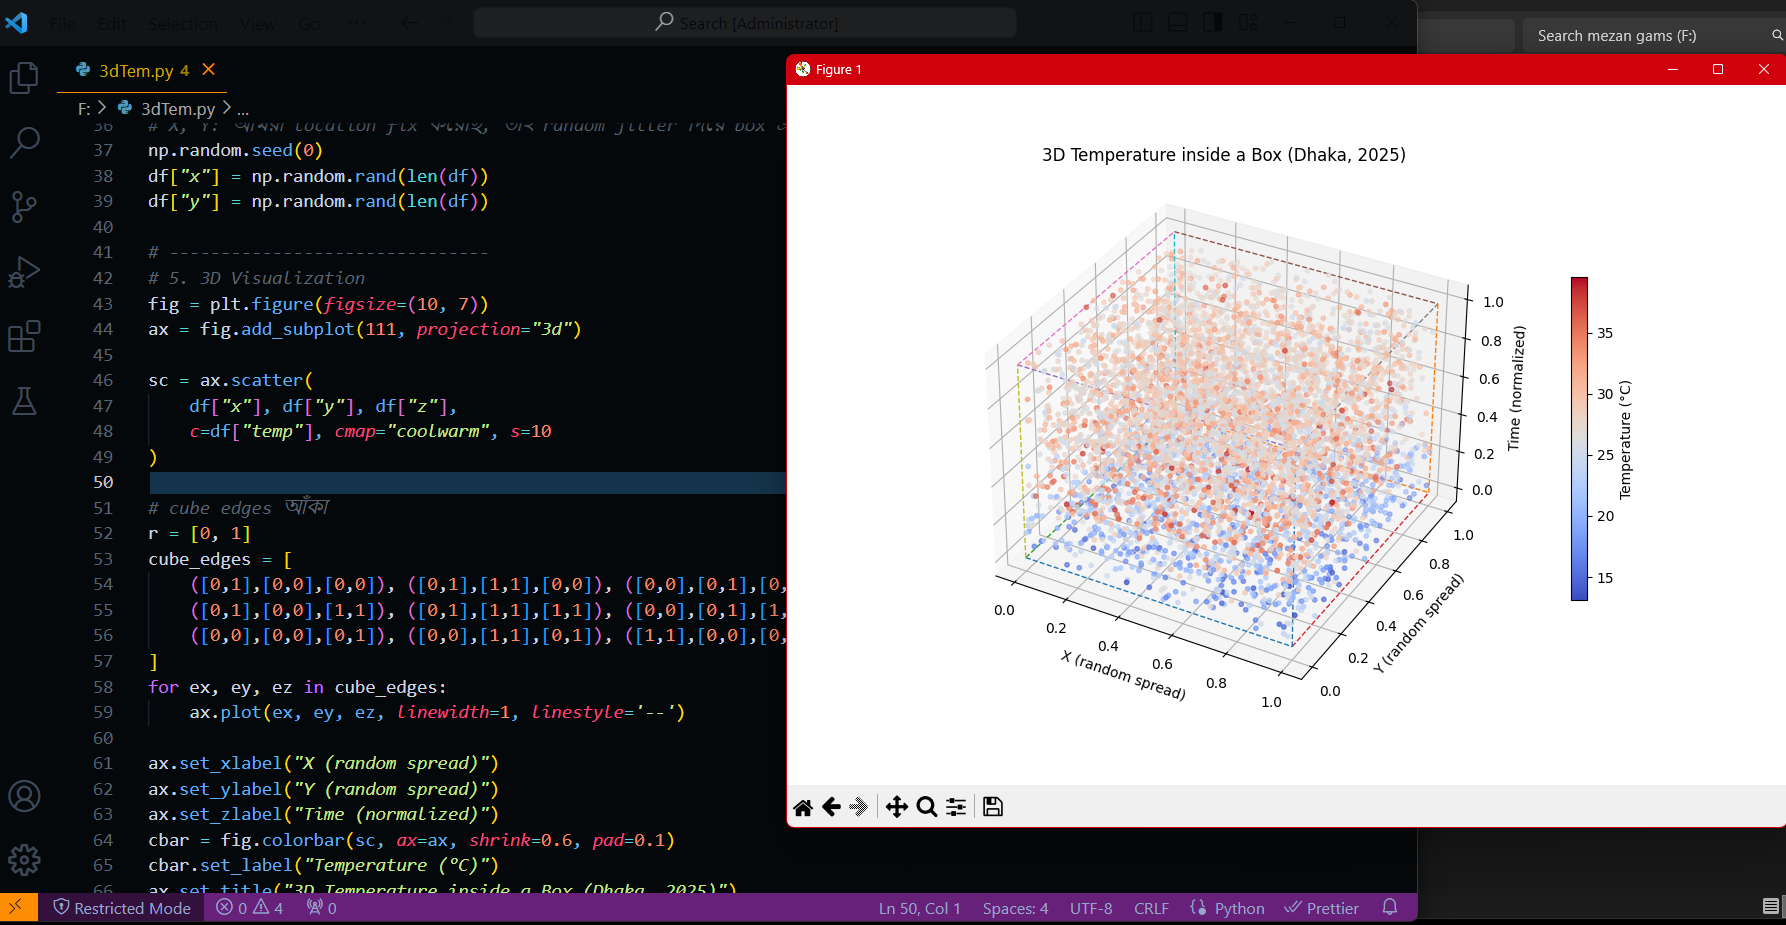 File Edit Selection View Go ...
Search [Administrator]
Search mezan gams (F:)
3dTem.py 4
F: > 3dTem.py > ...
37 np.random.seed(0)
38 df["x"] = np.random.rand(len(df))
39 df["y"] = np.random.rand(len(df))
40
41 # -------------------------------
42 # 5. 3D Visualization
43 fig = plt.figure(figsize=(10, 7))
44 ax = fig.add_subplot(111, projection="3d")
45
46 sc = ax.scatter(
47 df["x"], df["y"], df["z"],
48 c=df["temp"], cmap="coolwarm", s=10
49 )
50
51 # cube edges আঁকা
52 r = [0, 1]
53 cube_edges = [
54 ([0,1],[0,0],[0,0]), ([0,1],[1,1],[0,0]), ([0,0],[0,1],[0,
55 ([0,1],[0,0],[1,1]), ([0,1],[1,1],[1,1]), ([0,0],[0,1],[1,
56 ([0,0],[0,0],[0,1]), ([0,0],[1,1],[0,1]), ([1,1],[0,0],[0,
57 ]
58 for ex, ey, ez in cube_edges:
59 ax.plot(ex, ey, ez, linewidth=1, linestyle='--')
60
61 ax.set_xlabel("X (random spread)")
62 ax.set_ylabel("Y (random spread)")
63 ax.set_zlabel("Time (normalized)")
64 cbar = fig.colorbar(sc, ax=ax, shrink=0.6, pad=0.1)
65 cbar.set_label("Temperature (°C)")
66 ax.set_title("3D Temperature inside a Box (Dhaka, 2025)")
Figure 1
3D Temperature inside a Box (Dhaka, 2025)
1.0
0.8
0.6
0.4
0.2
0.0
Time (normalized)
0.0
0.2
0.4
0.6
0.8
1.0
X (random spread)
0.0
0.2
0.4
0.6
0.8
1.0
Y (random spread)
35
30
25
20
15
Temperature (°C)
Restricted Mode 0 4 0
Ln 50, Col 1 Spaces: 4 UTF-8 CRLF Python Prettier